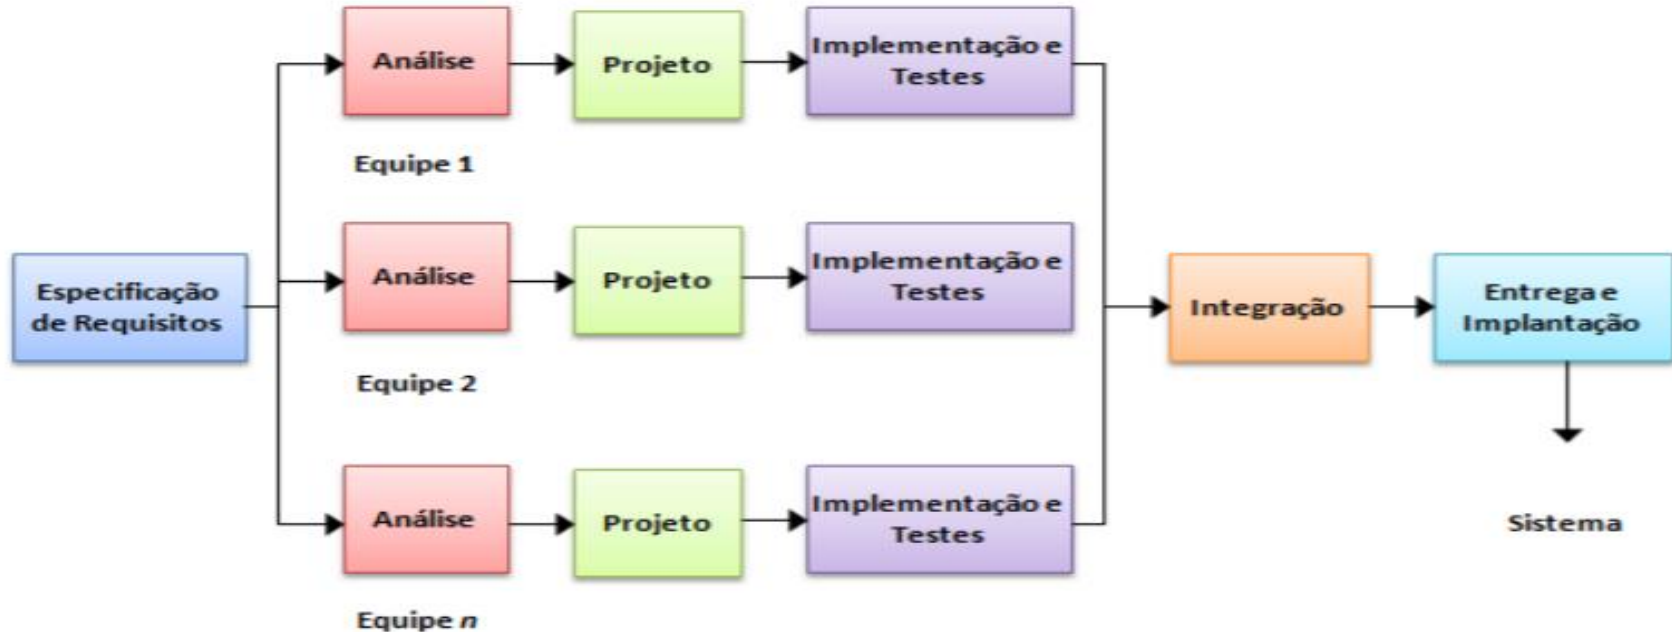 Análise
Projeto
Implementação e
Testes
Equipe 1
Especificação
de Requisitos
Análise
Projeto
Implementação e
Testes
Equipe 2
Integração
Entrega e
Implantação
Análise
Projeto
Implementação e
Testes
Equipe n
Sistema